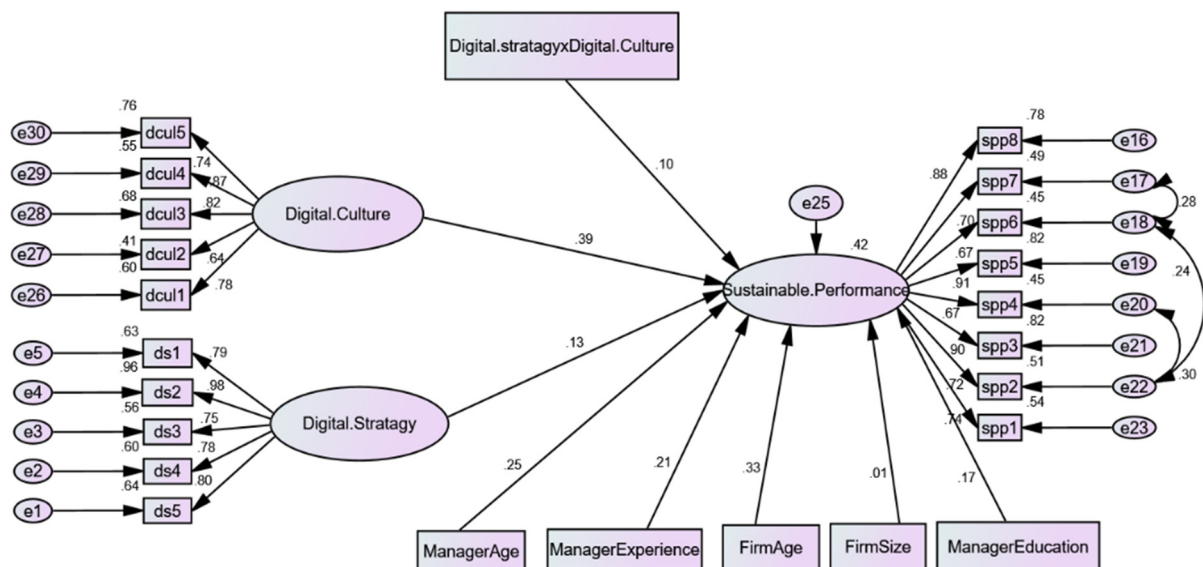 Digital.stratagyxDigital.Culture
.10
.76
e30
dcul5
.55
e29
dcul4
.74
.87
.68
e28
dcul3
.82
.41
e27
dcul2
.64
.60
e26
dcul1
.78
Digital.Culture
.39
.63
e5
ds1
.79
.96
e4
ds2
.98
.56
e3
ds3
.75
.60
e2
ds4
.78
.64
e1
ds5
.80
Digital.Stratagy
.13
e25
.42
Sustainable.Performance
.78
.88
spp8
e16
.49
.70
spp7
e17
.28
.45
.67
spp6
e18
.82
.91
spp5
e19
.24
.45
.67
spp4
e20
.82
.90
spp3
e21
.51
.72
spp2
e22
.30
.54
.74
spp1
e23
.25
.21
.33
.01
.17
ManagerAge
ManagerExperience
FirmAge
FirmSize
ManagerEducation